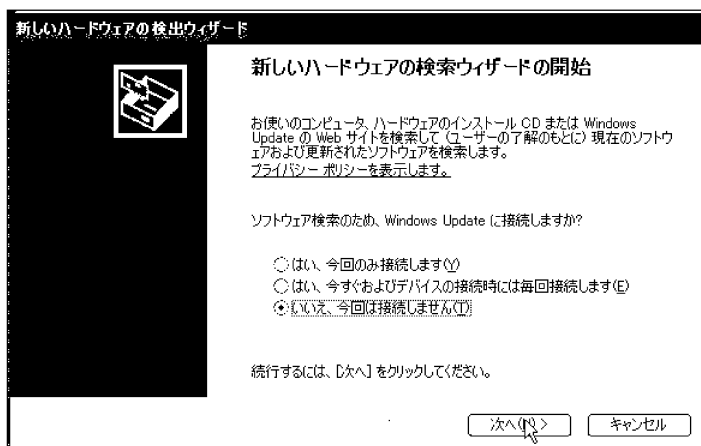 新しいハードウェアの検出ウィザード
新しいハードウェアの検索ウィザードの開始
お使いのコンピュータ、ハードウェアのインストール CD または Windows
Update の Web サイトを検索して (ユーザーの了解のもとに) 現在のソフトウ
ェアおよび更新されたソフトウェアを検索します。
プライバシー ポリシーを表示します。
ソフトウェア検索のため、Windows Update に接続しますか?
はい、今回のみ接続します(Y)
はい、今すぐおよびデバイスの接続時には毎回接続します(E)
いいえ、今回は接続しません(T)
続行するには、[次へ] をクリックしてください。
次へ(N) >
キャンセル